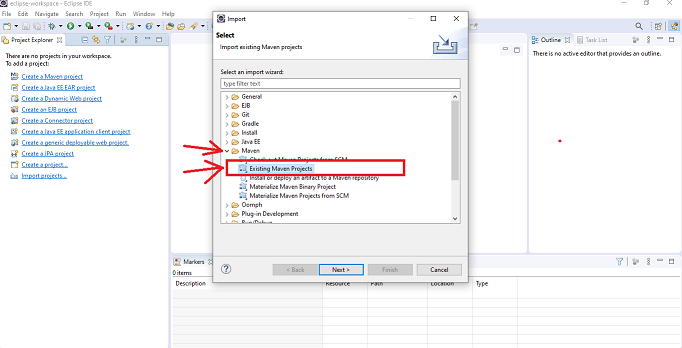 eclipse-workspace - Eclipse IDE
File Edit Navigate Search Project Run Window Help
Project Explorer
There are no projects in your workspace.
To add a project:
Create a Maven project
Create a Java EE EAR project
Create a Dynamic Web project
Create an EJB project
Create a Connector project
Create a Java EE application client project
Create a generic deployable web project.
Create a JPA project
Create a project...
Import projects...
Import
Select
Import existing Maven projects
Select an import wizard:
type filter text
General
EJB
Git
Gradle
Install
Java EE
Maven
Check out Maven Projects from SCM
Existing Maven Projects
Install or deploy an artifact to a Maven repository
Materialize Maven Binary Project
Materialize Maven Projects from SCM
Oomph
Plug-in Development
Run/Debug
?
< Back
Next >
Finish
Cancel
Outline
Task List
There is no active editor that provides an outline.
Markers
0 items
Description Resource Path Location Type